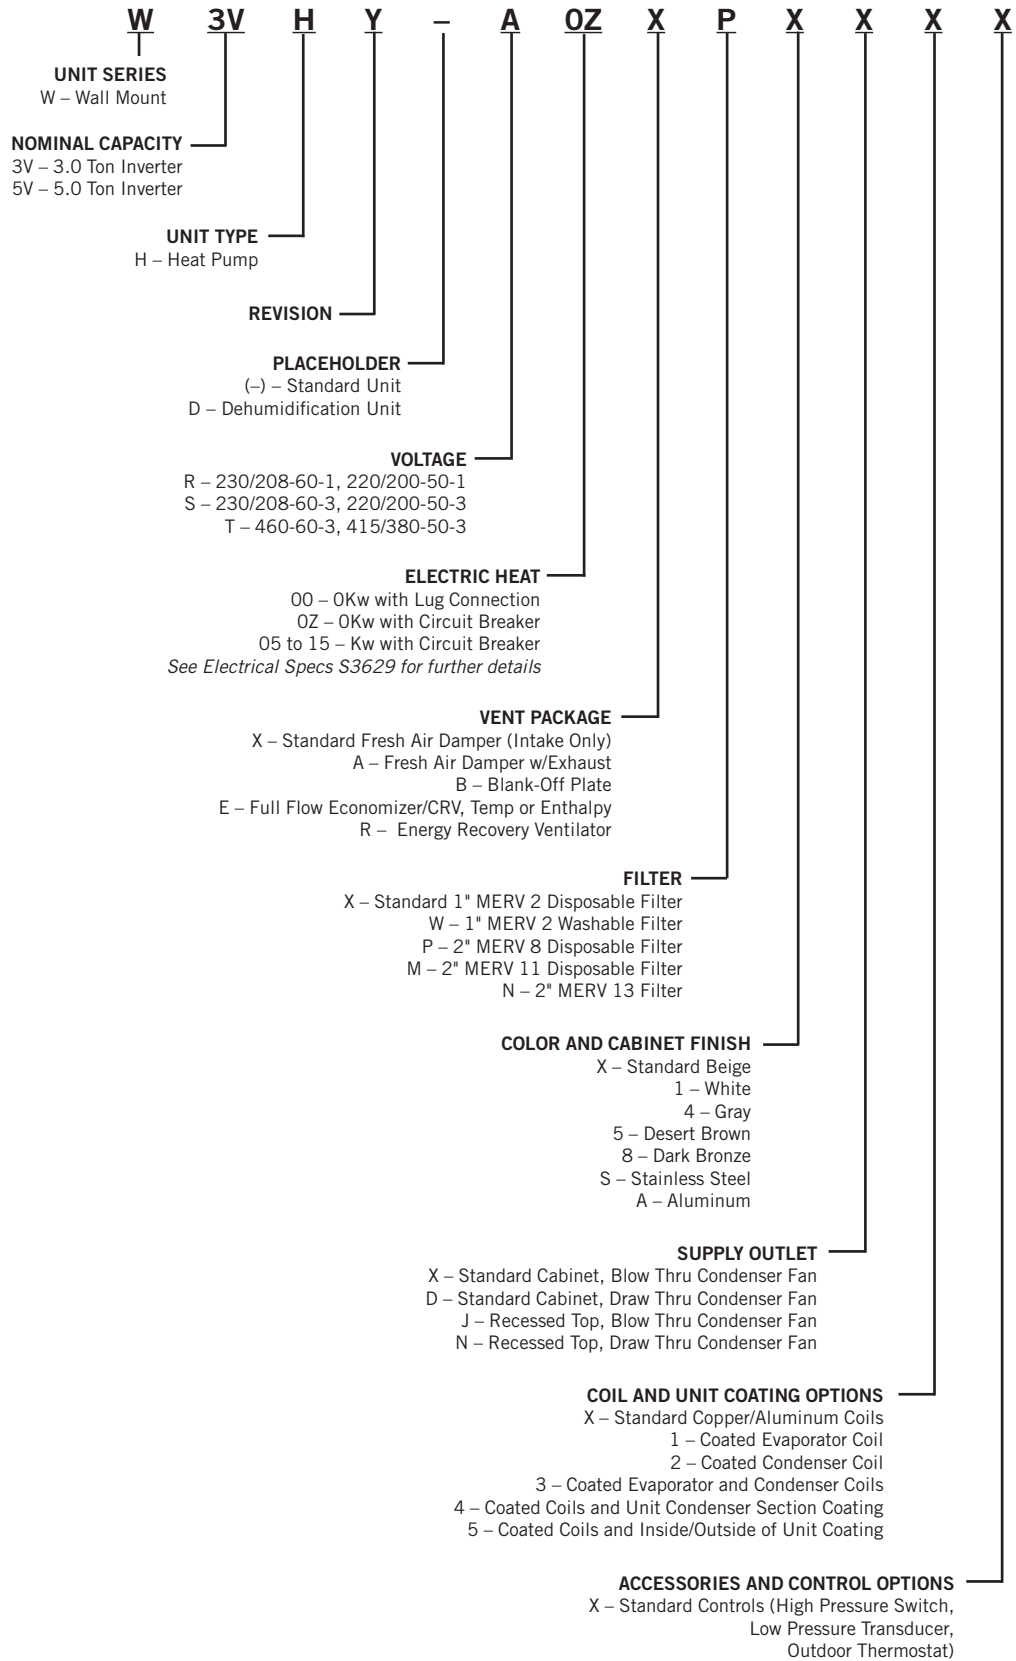 W 3V H Y – A 0Z X P X X X X
UNIT SERIES
W – Wall Mount
NOMINAL CAPACITY
3V – 3.0 Ton Inverter
5V – 5.0 Ton Inverter
UNIT TYPE
H – Heat Pump
REVISION
PLACEHOLDER
(–) – Standard Unit
D – Dehumidification Unit
VOLTAGE
R – 230/208-60-1, 220/200-50-1
S – 230/208-60-3, 220/200-50-3
T – 460-60-3, 415/380-50-3
ELECTRIC HEAT
00 – 0Kw with Lug Connection
0Z – 0Kw with Circuit Breaker
05 to 15 – Kw with Circuit Breaker
See Electrical Specs S3629 for further details
VENT PACKAGE
X – Standard Fresh Air Damper (Intake Only)
A – Fresh Air Damper w/Exhaust
B – Blank-Off Plate
E – Full Flow Economizer/CRV, Temp or Enthalpy
R – Energy Recovery Ventilator
FILTER
X – Standard 1" MERV 2 Disposable Filter
W – 1" MERV 2 Washable Filter
P – 2" MERV 8 Disposable Filter
M – 2" MERV 11 Disposable Filter
N – 2" MERV 13 Filter
COLOR AND CABINET FINISH
X – Standard Beige
1 – White
4 – Gray
5 – Desert Brown
8 – Dark Bronze
S – Stainless Steel
A – Aluminum
SUPPLY OUTLET
X – Standard Cabinet, Blow Thru Condenser Fan
D – Standard Cabinet, Draw Thru Condenser Fan
J – Recessed Top, Blow Thru Condenser Fan
N – Recessed Top, Draw Thru Condenser Fan
COIL AND UNIT COATING OPTIONS
X – Standard Copper/Aluminum Coils
1 – Coated Evaporator Coil
2 – Coated Condenser Coil
3 – Coated Evaporator and Condenser Coils
4 – Coated Coils and Unit Condenser Section Coating
5 – Coated Coils and Inside/Outside of Unit Coating
ACCESSORIES AND CONTROL OPTIONS
X – Standard Controls (High Pressure Switch,
Low Pressure Transducer,
Outdoor Thermostat)